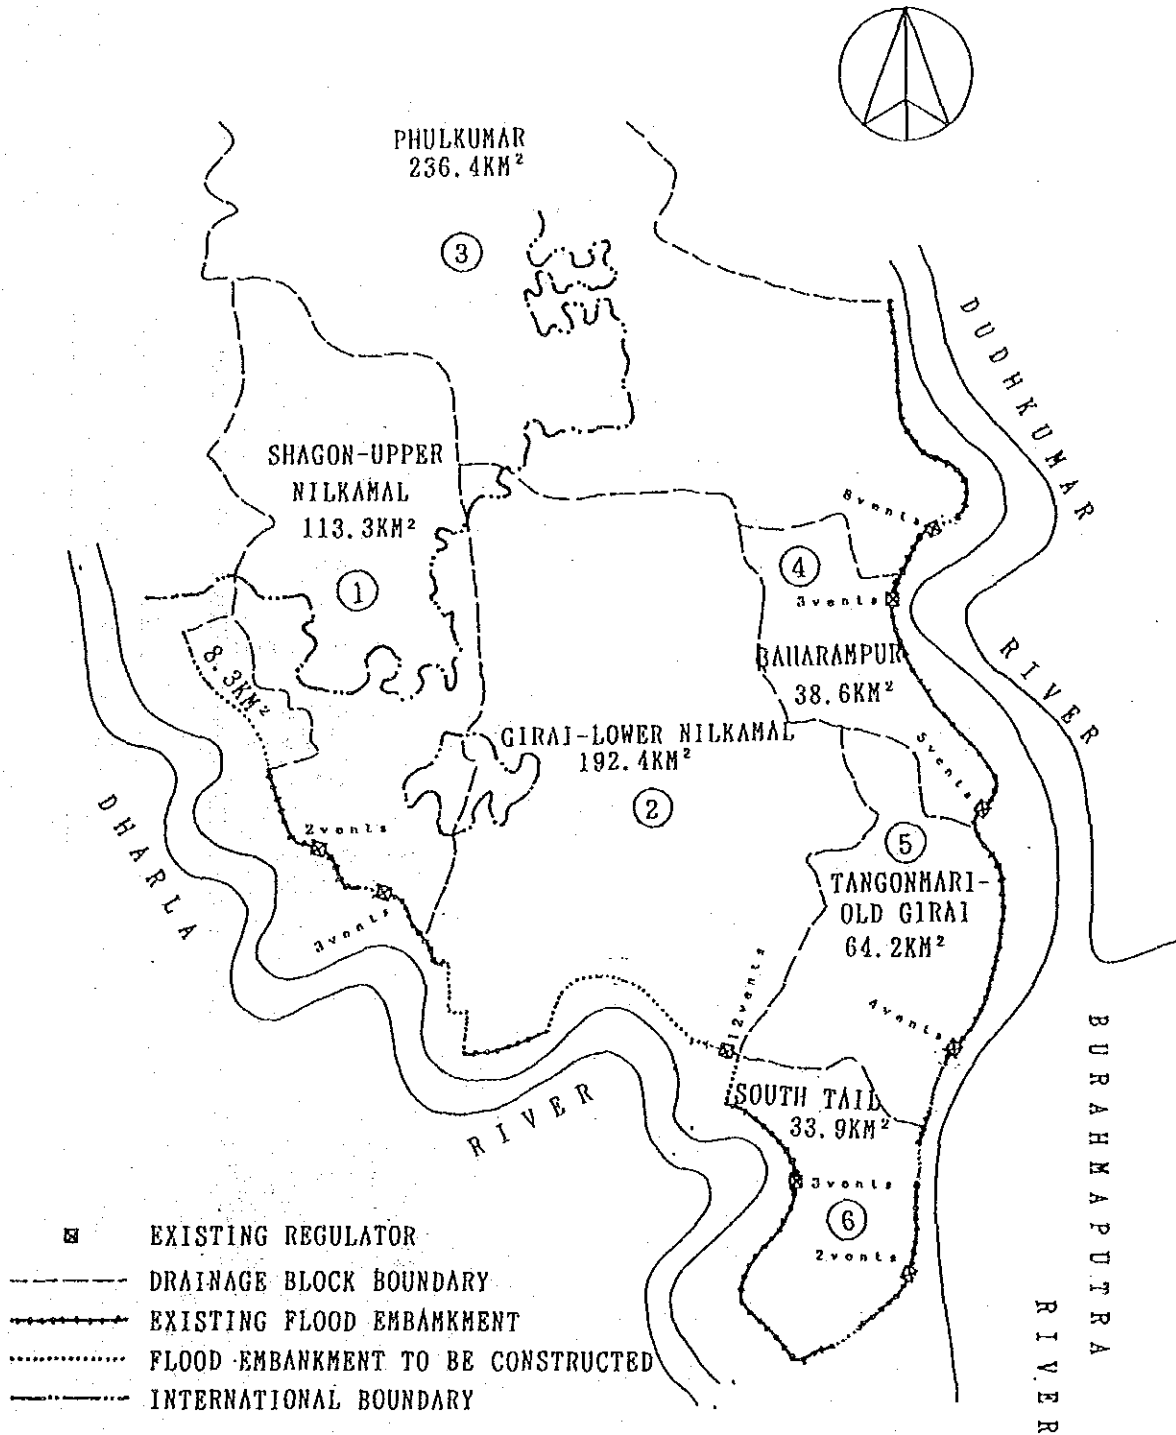 PHULKUMAR
236.4KM²
③
DUDHKUMAR
RIVER
SHAGON-UPPER
NILKAMAL
113.3KM²
①
8vents
④
3vents
BAHARAMPUR
38.6KM²
8.3KM²
GIRAI-LOWER NILKAMAL
192.4KM²
②
5vents
DHARLA
RIVER
2vents
3vents
⑤
TANGONMARI-
OLD GIRAI
64.2KM²
12vents
4vents
SOUTH TAIL
33.9KM²
3vents
⑥
2vents
BURAHMAPUTRA
RIVER
EXISTING REGULATOR
DRAINAGE BLOCK BOUNDARY
EXISTING FLOOD EMBAMKMENT
FLOOD EMBANKMENT TO BE CONSTRUCTED
INTERNATIONAL BOUNDARY